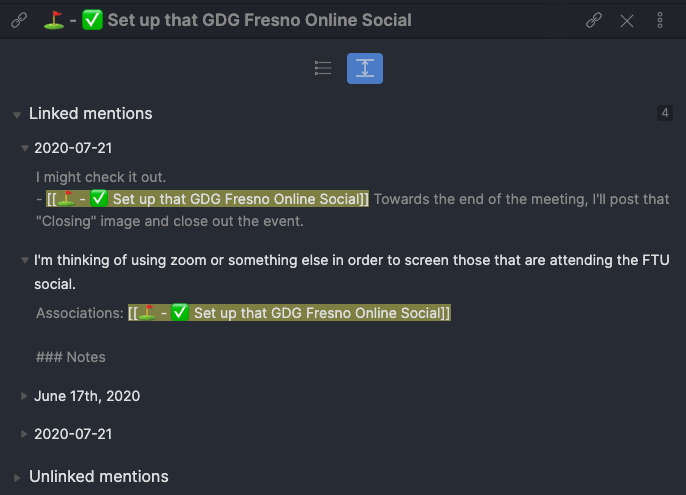 ⛳ - ✅ Set up that GDG Fresno Online Social
Linked mentions 4
2020-07-21
I might check it out.
- [[⛳ - ✅ Set up that GDG Fresno Online Social]] Towards the end of the meeting, I'll post that
"Closing" image and close out the event.
I'm thinking of using zoom or something else in order to screen those that are attending the FTU
social.
Associations: [[⛳ - ✅ Set up that GDG Fresno Online Social]]
### Notes
June 17th, 2020
2020-07-21
Unlinked mentions